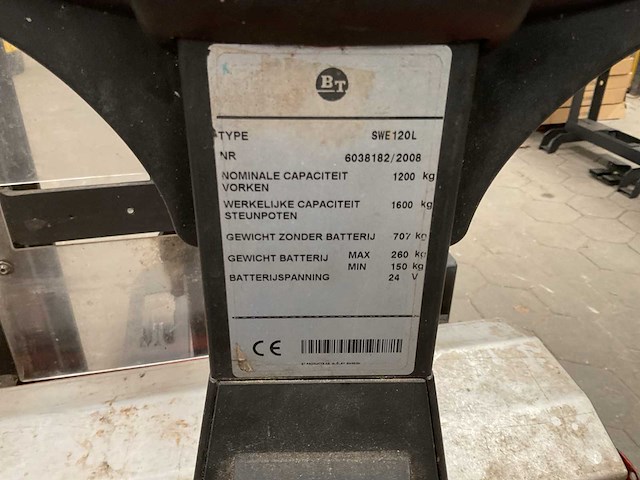 BT
TYPE SWE120L
NR 6038182/2008
NOMINALE CAPACITEIT 1200 kg
VORKEN
WERKELIJKE CAPACITEIT 1600 kg
STEUNPOTEN
GEWICHT ZONDER BATTERIJ 707 kg
GEWICHT BATTERIJ MAX 260 kg
MIN 150 kg
BATTERIJSPANNING 24 V
CE